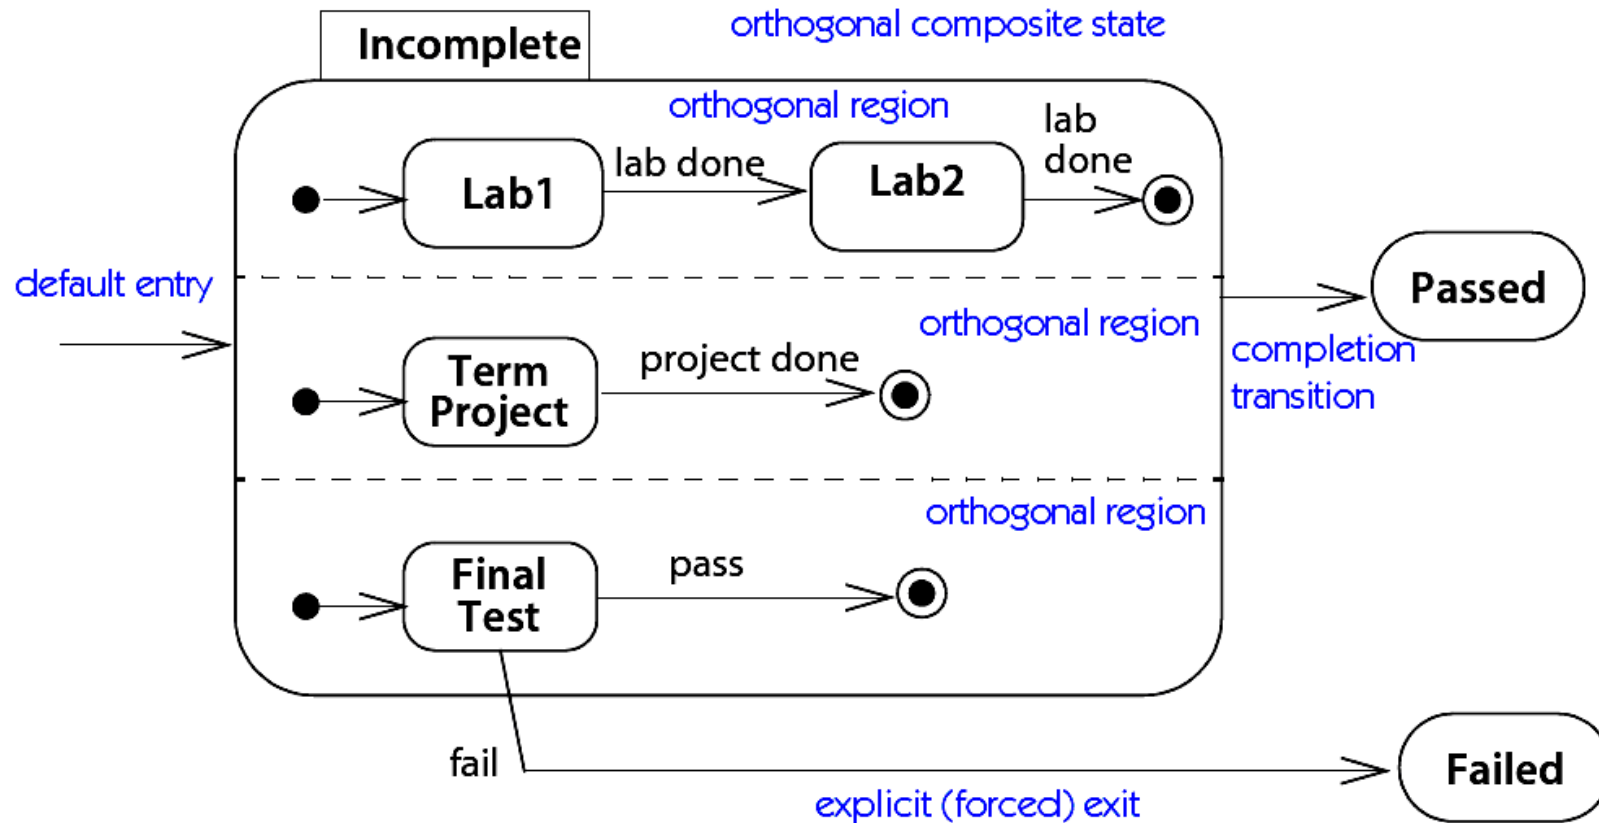 orthogonal composite state
Incomplete
orthogonal region
lab
done
lab done
Lab1
Lab2
default entry
Passed
orthogonal region
completion
transition
project done
Term
Project
orthogonal region
pass
Final
Test
fail
Failed
explicit (forced) exit